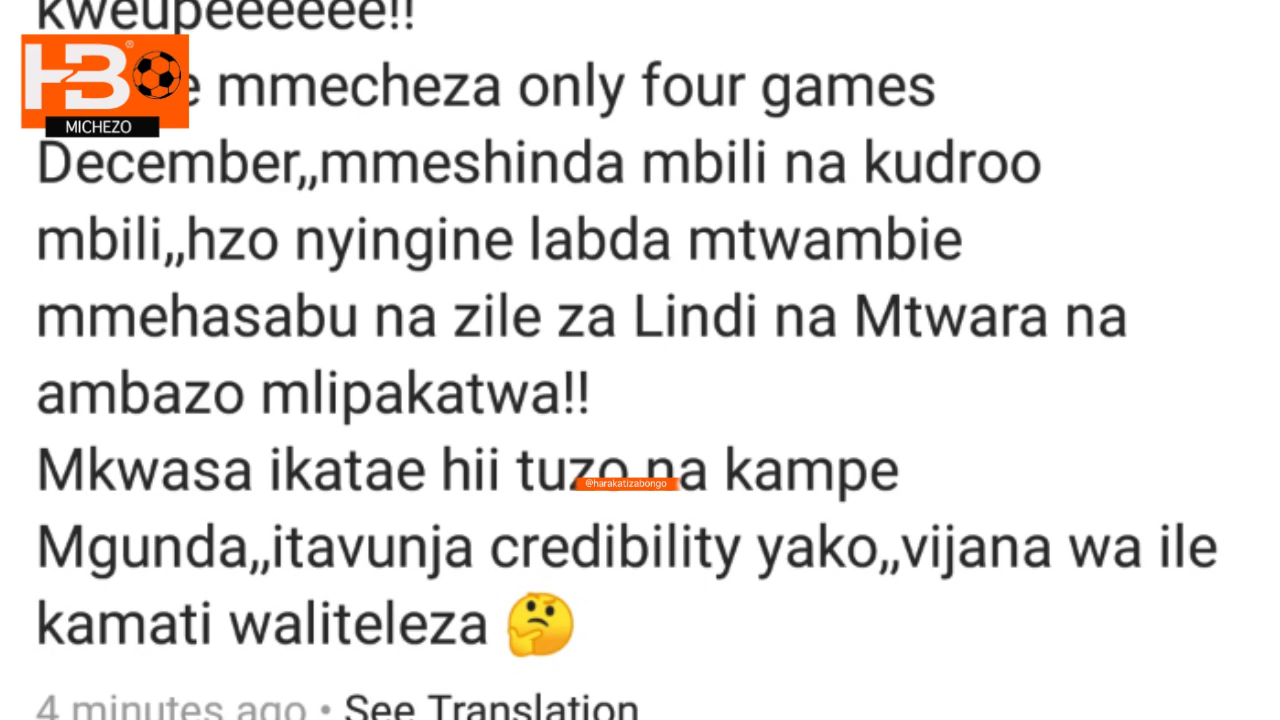 kweupeeeeee!!
HBO
MICHEZO
e mmecheza only four games
December,,mmeshinda mbili na kudroo
mbili,,hzo nyingine labda mtwambie
mmehasabu na zile za Lindi na Mtwara na
ambazo mlipakatwa!!
Mkwasa ikatae hii tuzo na kampe
@harakatizabongo
Mgunda,,itavunja credibility yako,,vijana wa ile
kamati waliteleza 🤔
4 minutes ago • See Translation